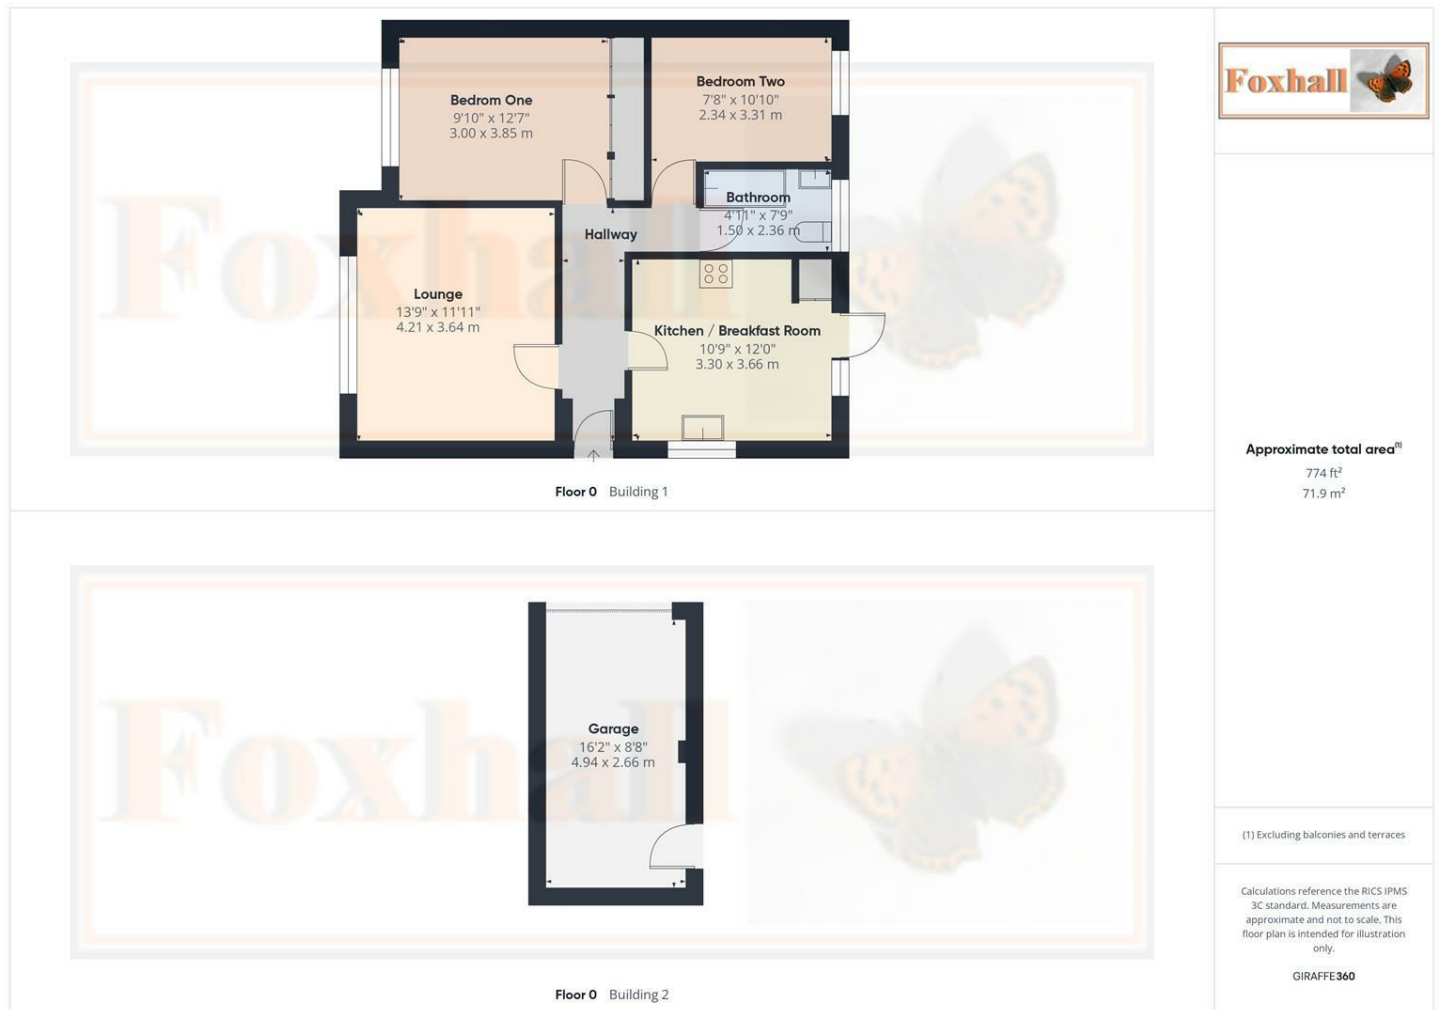 Bedrom One
9'10" x 12'7"
3.00 x 3.85 m
Bedroom Two
7'8" x 10'10"
2.34 x 3.31 m
Bathroom
4'11" x 7'9"
1.50 x 2.36 m
Hallway
Lounge
13'9" x 11'11"
4.21 x 3.64 m
Kitchen / Breakfast Room
10'9" x 12'0"
3.30 x 3.66 m
Foxhall
Floor 0 Building 1
Garage
16'2" x 8'8"
4.94 x 2.66 m
Foxhall
Floor 0 Building 2
Foxhall
Approximate total area(1)
774 ft²
71.9 m²
(1) Excluding balconies and terraces
Calculations reference the RICS IPMS
3C standard. Measurements are
approximate and not to scale. This
floor plan is intended for illustration
only.
GIRAFFE360